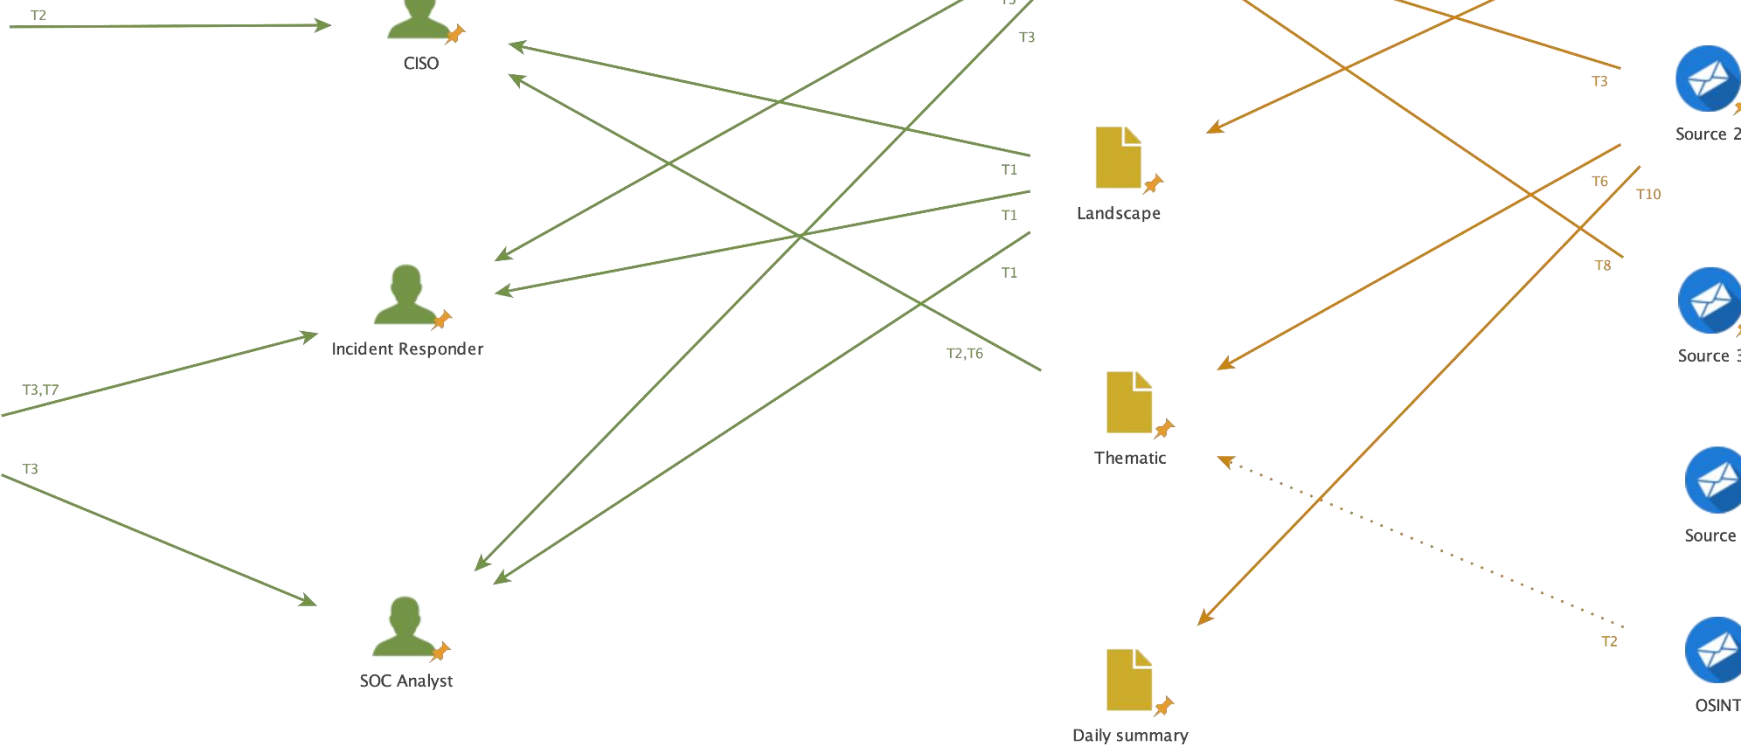 T2
CISO
T3
T3
Source 2
T1
T6
T10
Landscape
T1
T8
T1
Incident Responder
T2,T6
Source 3
T3,T7
Thematic
T3
Source
T2
SOC Analyst
OSINT
Daily summary